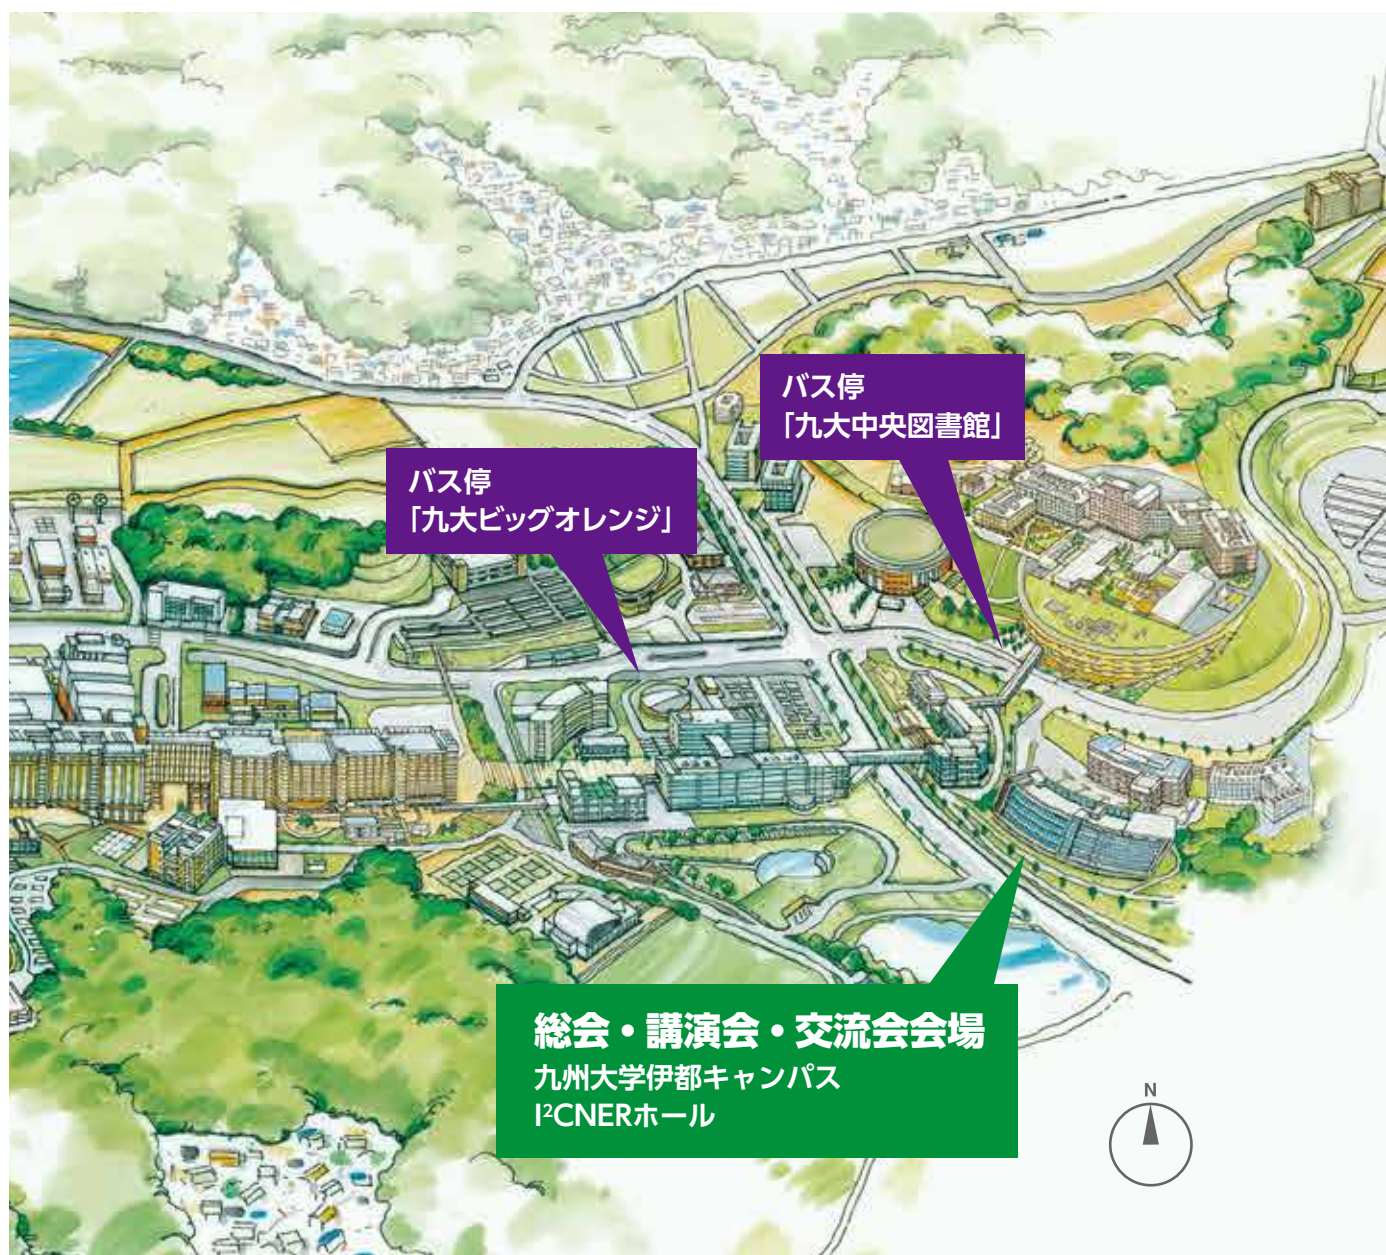 バス停
「九大中央図書館」
バス停
「九大ビッグオレンジ」
総会・講演会・交流会会場
九州大学伊都キャンパス
I²CNERホール
N